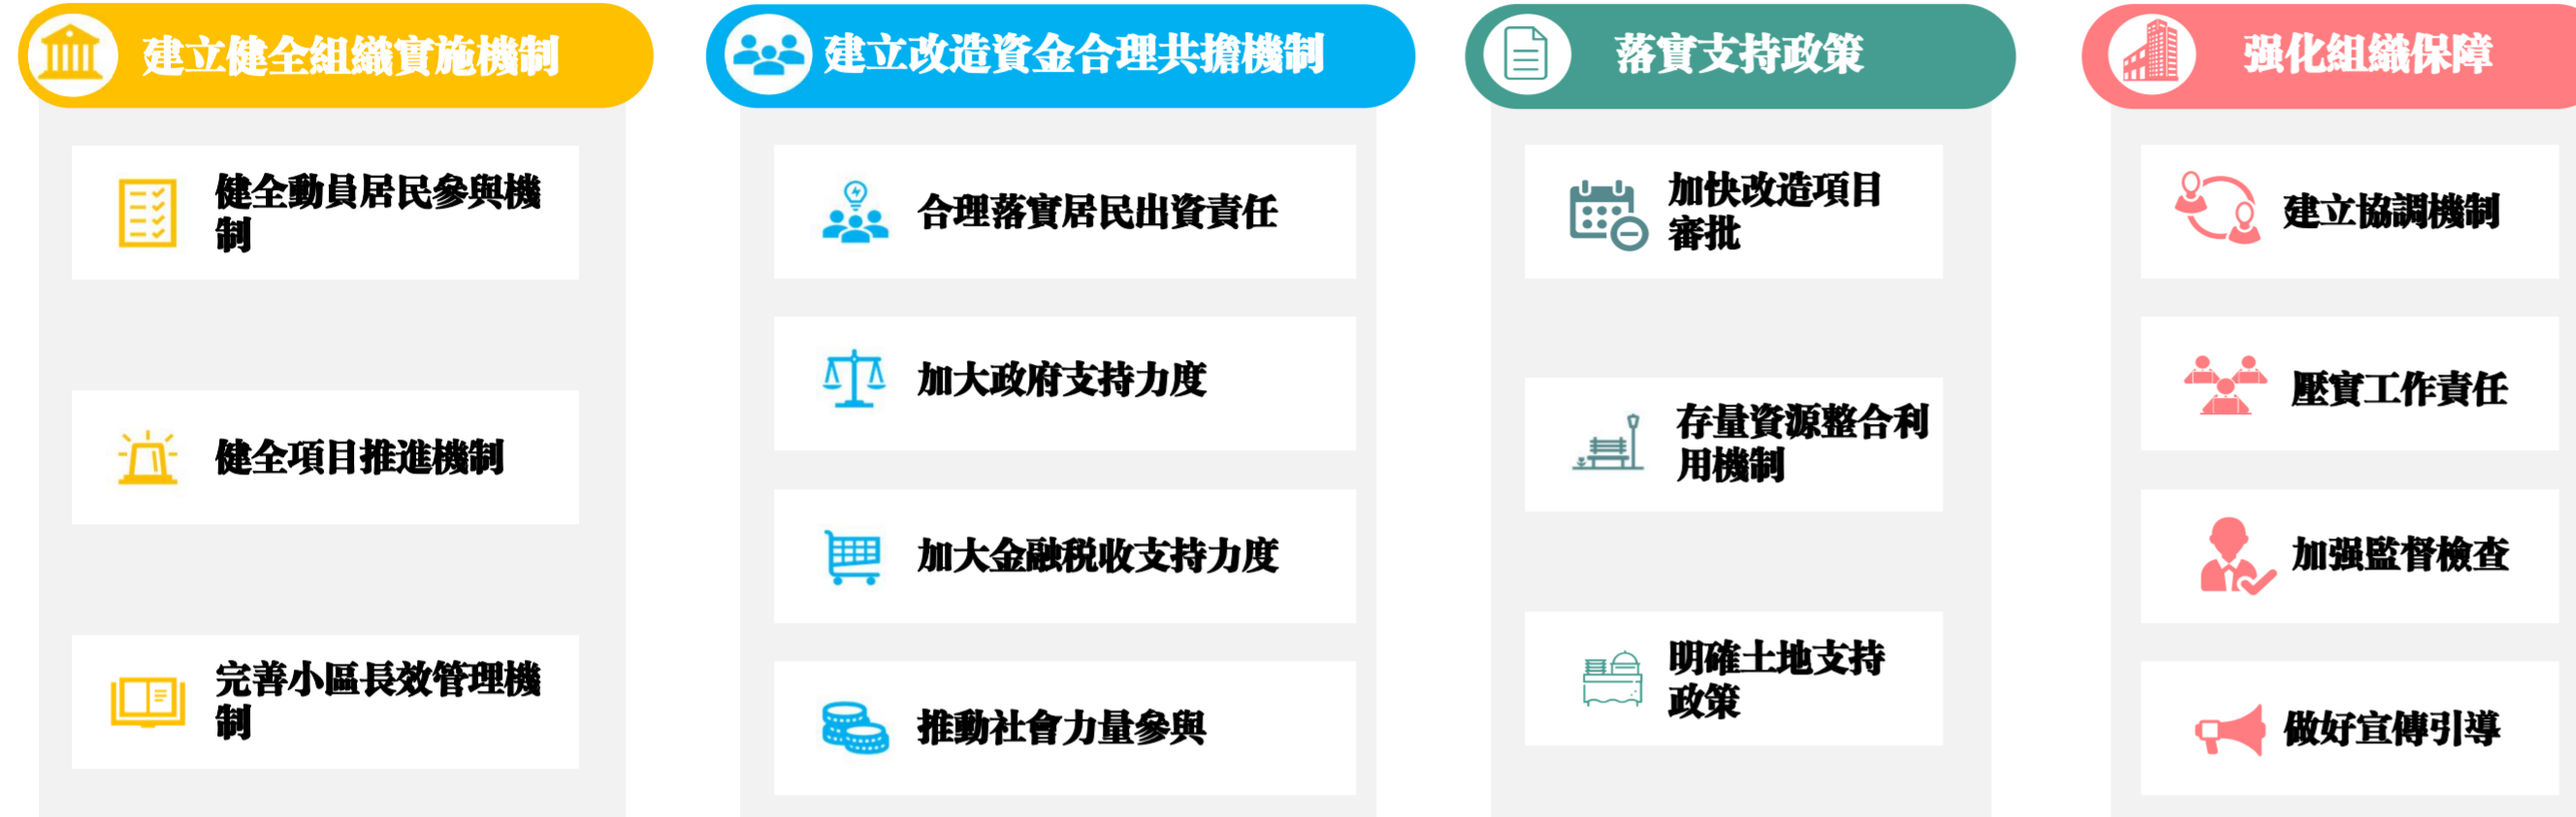 建立健全組織實施機制
健全動員居民參與機
制
健全項目推進機制
完善小區長效管理機
制
建立改造資金合理共擔機制
合理落實居民出資責任
加大政府支持力度
加大金融税收支持力度
推動社會力量參與
落實支持政策
加快改造項目
審批
存量資源整合利
用機制
明確土地支持
政策
强化組織保障
建立協調機制
壓實工作責任
加强監督檢查
做好宣傳引導